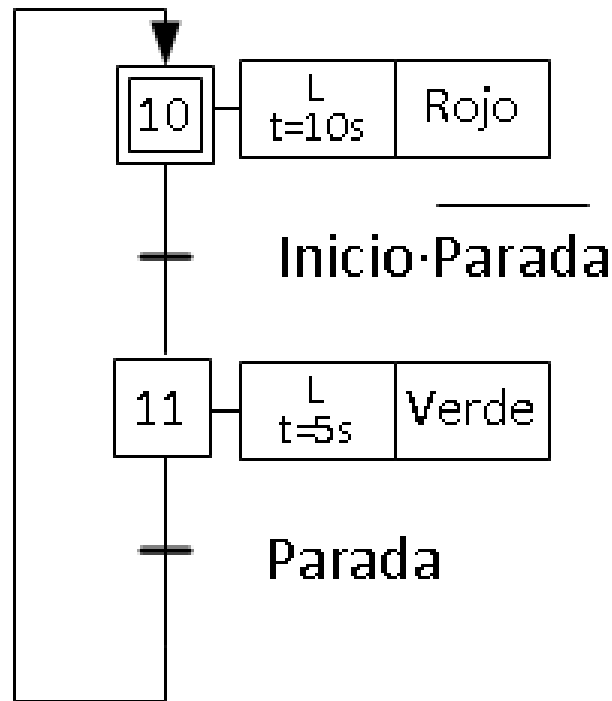 10
L
t=10s
Rojo
Inicio·Parada
11
L
t=5s
Verde
Parada